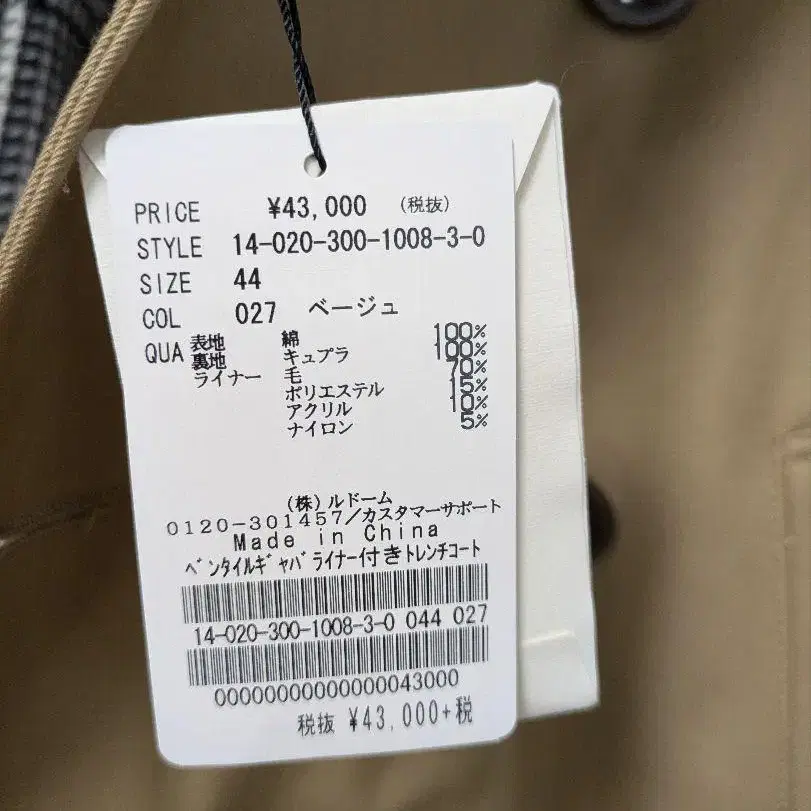 PRICE ¥43,000 (税抜)
STYLE 14-020-300-1008-3-0
SIZE 44
COL 027 ベージュ
QUA 表地 綿 100%
裏地 キュプラ 100%
ライナー 毛 70%
ポリエステル 15%
アクリル 10%
ナイロン 5%
(株)ルドーム
0120-301457/カスタマーサポート
Made in China
ベンタイルギャバライナー付きトレンチコート
14-020-300-1008-3-0 044 027
00000000000000043000
税抜 ¥43,000+税